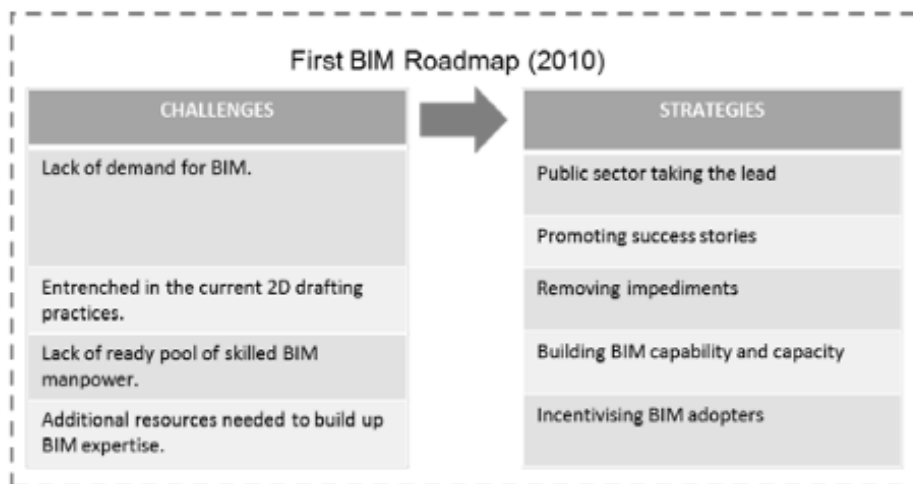 First BIM Roadmap (2010)
CHALLENGES
Lack of demand for BIM.
Entrenched in the current 2D drafting
practices.
Lack of ready pool of skilled BIM
manpower.
Additional resources needed to build up
BIM expertise.
STRATEGIES
Public sector taking the lead
Promoting success stories
Removing impediments
Building BIM capability and capacity
Incentivising BIM adopters